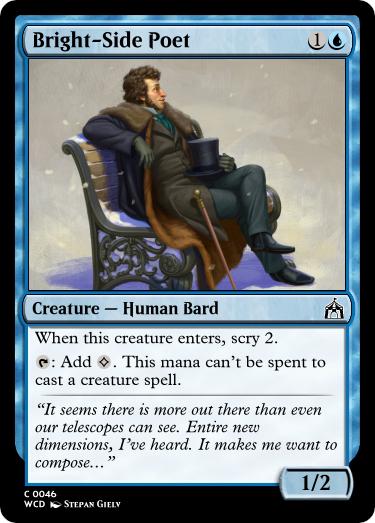 Bright-Side Poet 1
Creature — Human Bard
When this creature enters, scry 2.
: Add . This mana can't be spent to
cast a creature spell.
“It seems there is more out there than even
our telescopes can see. Entire new
dimensions, I've heard. It makes me want to
compose…”
1/2
C 0046
WCD Stepan Gielv